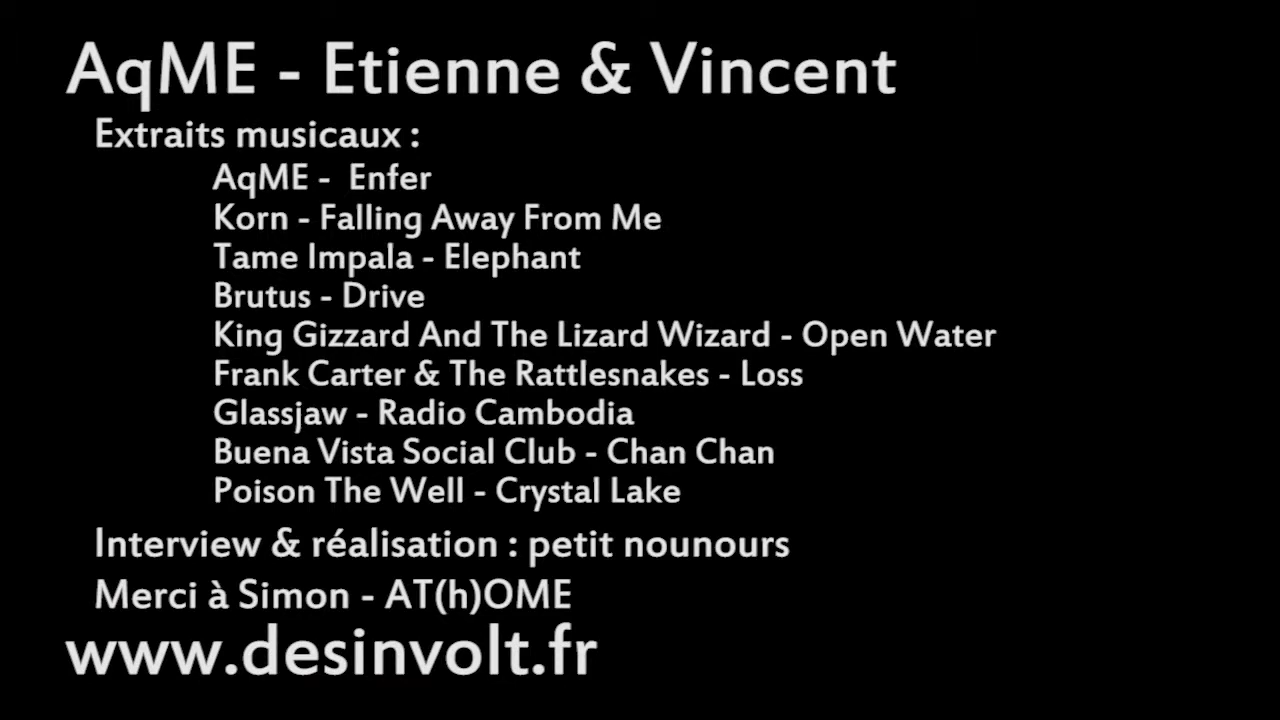 AqME - Etienne & Vincent
Extraits musicaux :
AqME - Enfer
Korn - Falling Away From Me
Tame Impala - Elephant
Brutus - Drive
King Gizzard And The Lizard Wizard - Open Water
Frank Carter & The Rattlesnakes - Loss
Glassjaw - Radio Cambodia
Buena Vista Social Club - Chan Chan
Poison The Well - Crystal Lake
Interview & réalisation : petit nounours
Merci à Simon - AT(h)OME
www.desinvolt.fr